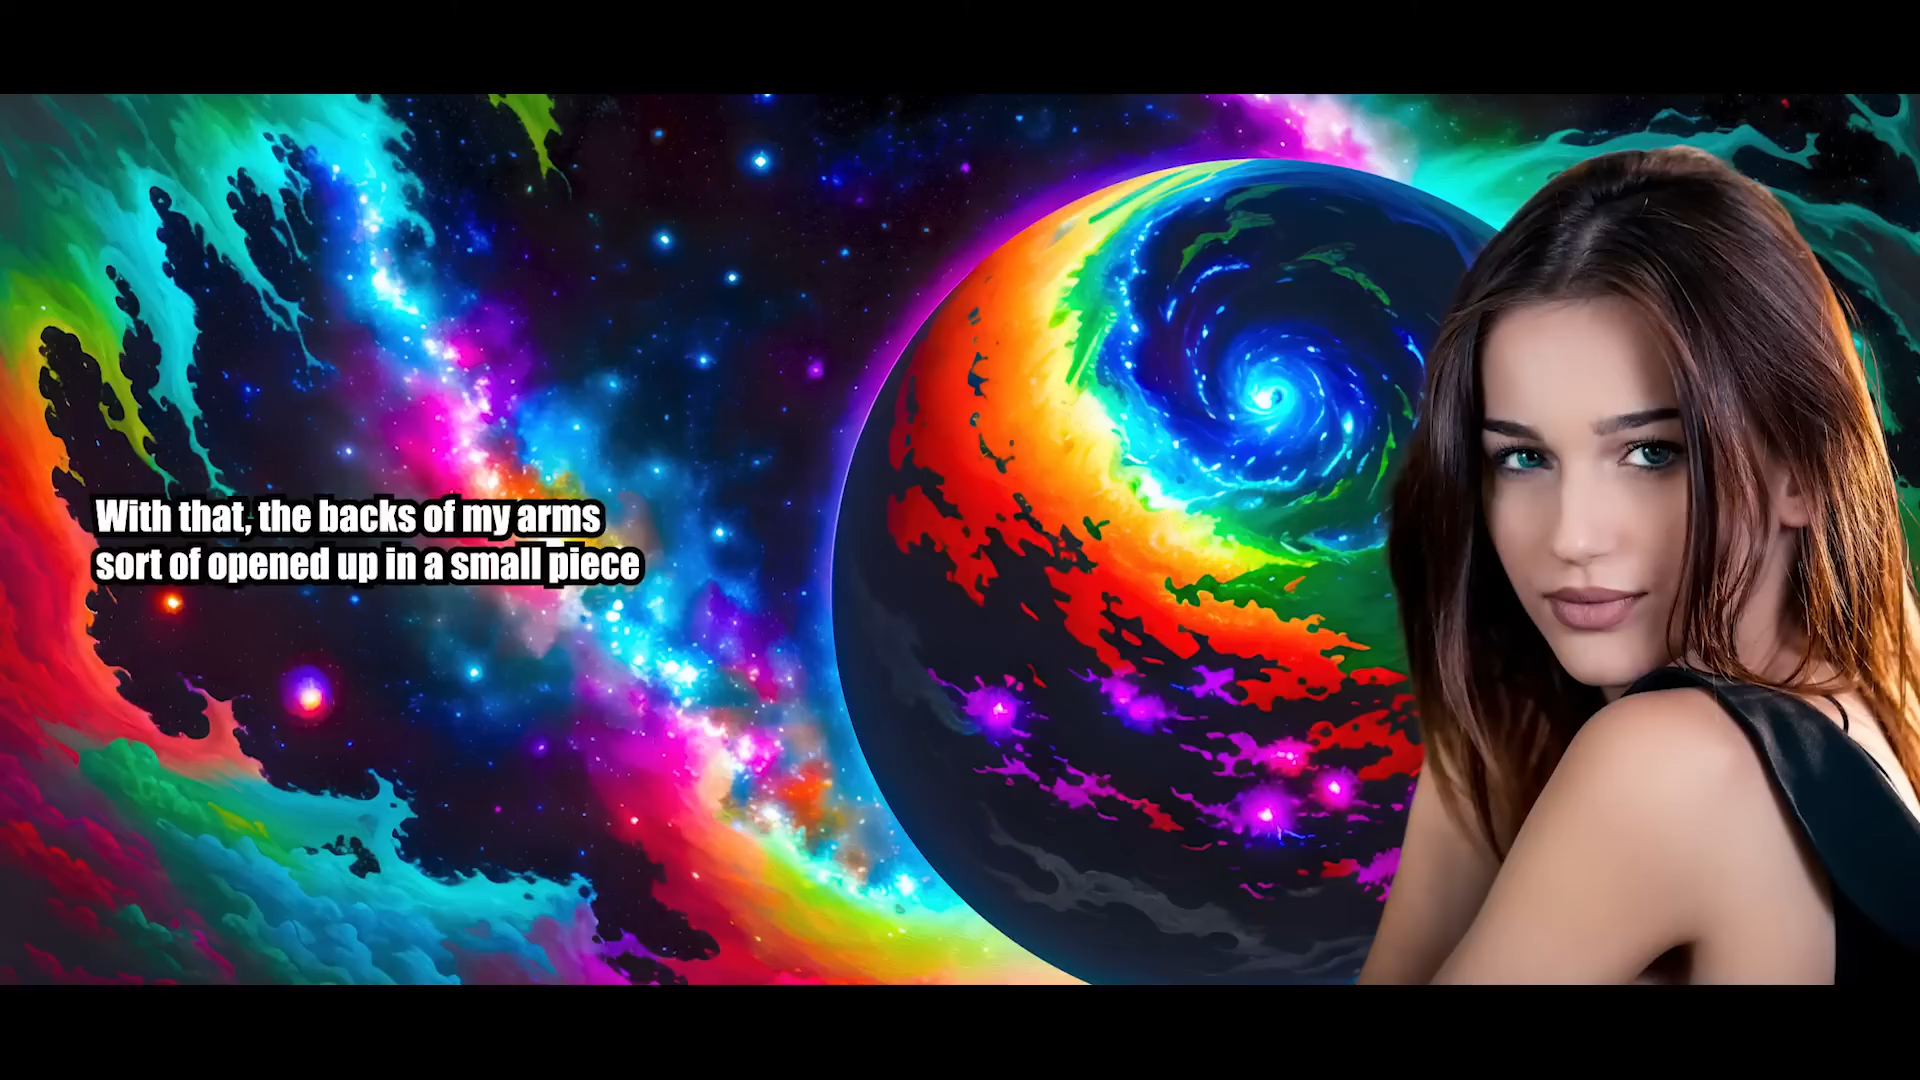 With that, the backs of my arms
sort of opened up in a small piece